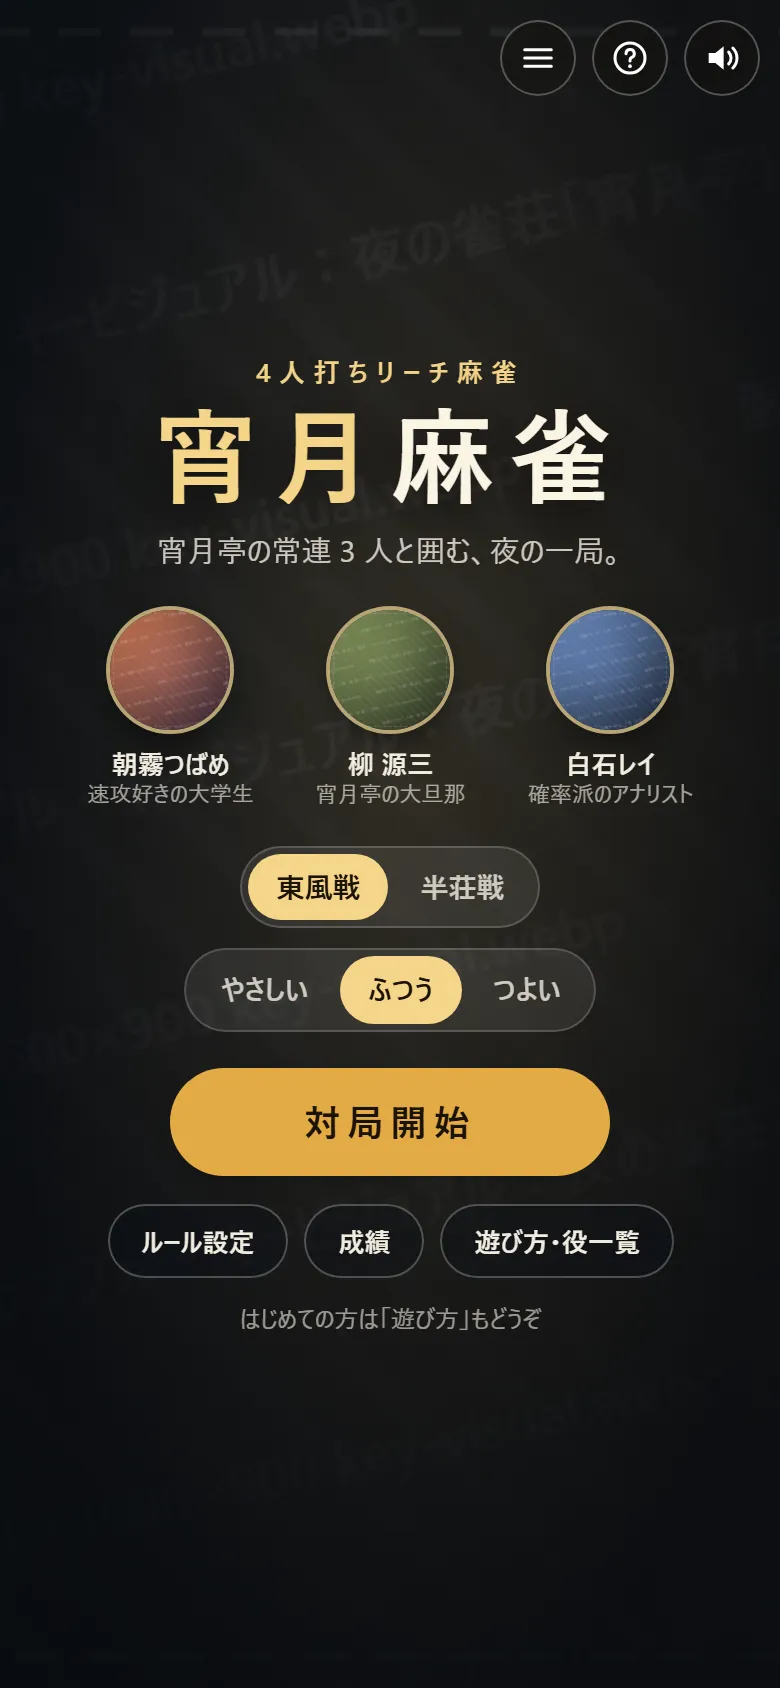 4人打ちリーチ麻雀
宵月麻雀
宵月亭の常連 3 人と囲む、夜の一局。
朝霧つばめ
速攻好きの大学生
柳 源三
宵月亭の大旦那
白石レイ
確率派のアナリスト
東風戦 半荘戦
やさしい ふつう つよい
対局開始
ルール設定 成績 遊び方・役一覧
はじめての方は「遊び方」もどうぞ